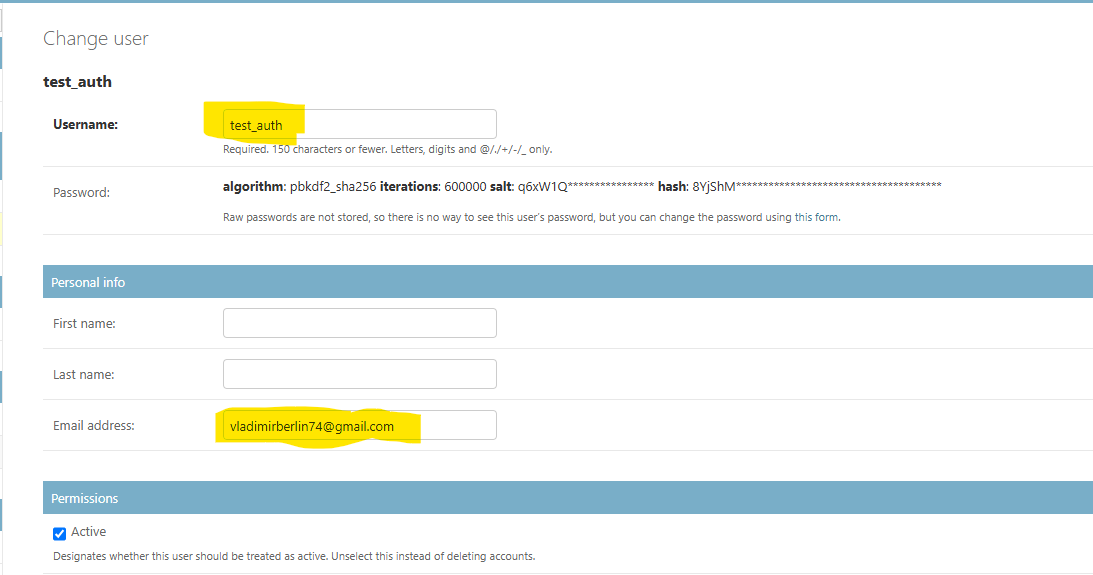 Change user
test_auth
Username:
test_auth
Required. 150 characters or fewer. Letters, digits and @/./+/-/_ only.
Password:
algorithm: pbkdf2_sha256 iterations: 600000 salt: q6xW1Q**************** hash: 8YjShM**************************************
Raw passwords are not stored, so there is no way to see this user’s password, but you can change the password using this form.
Personal info
First name:
Last name:
Email address:
vladimirberlin74@gmail.com
Permissions
Active
Designates whether this user should be treated as active. Unselect this instead of deleting accounts.